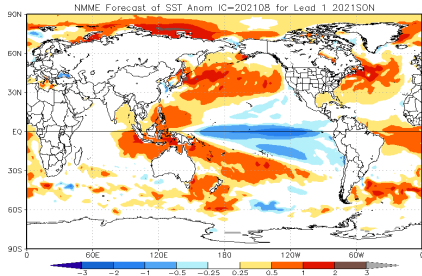 NMME Forecast of SST Anom IC=202108 for Lead 1 2021SON
90N
60N
30N
EQ
30S
60S
90S
0 60E 120E 180 120W 60W 0
-3 -2 -1 -0.5 -0.25 0.25 0.5 1 2 3